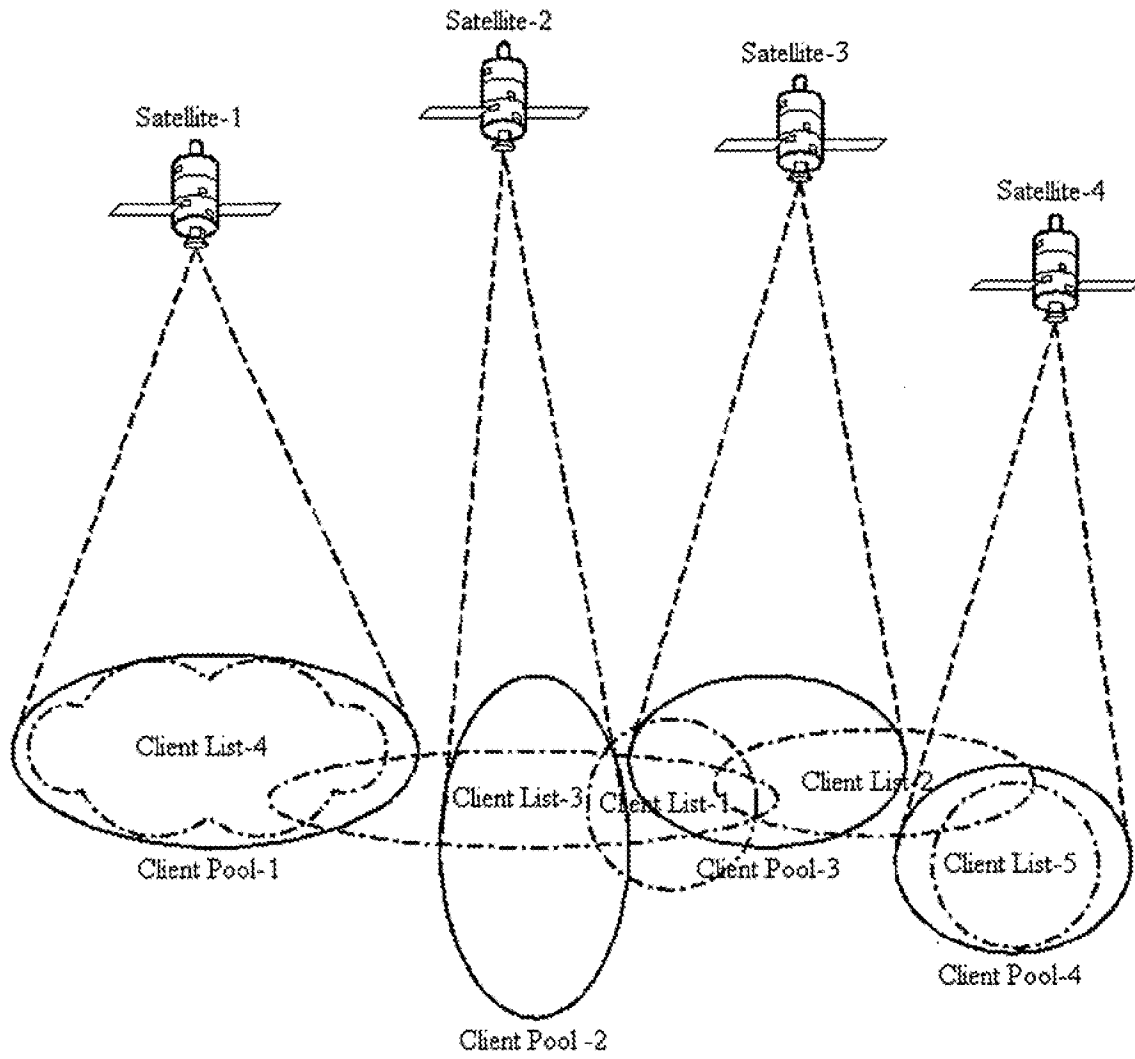 Satellite-2
Satellite-3
Satellite-1
Satellite-4
Client List-4
Client List-3
Client List-1
Client List-2
Client Pool-1
Client Pool-3
Client List-5
Client Pool-4
Client Pool -2